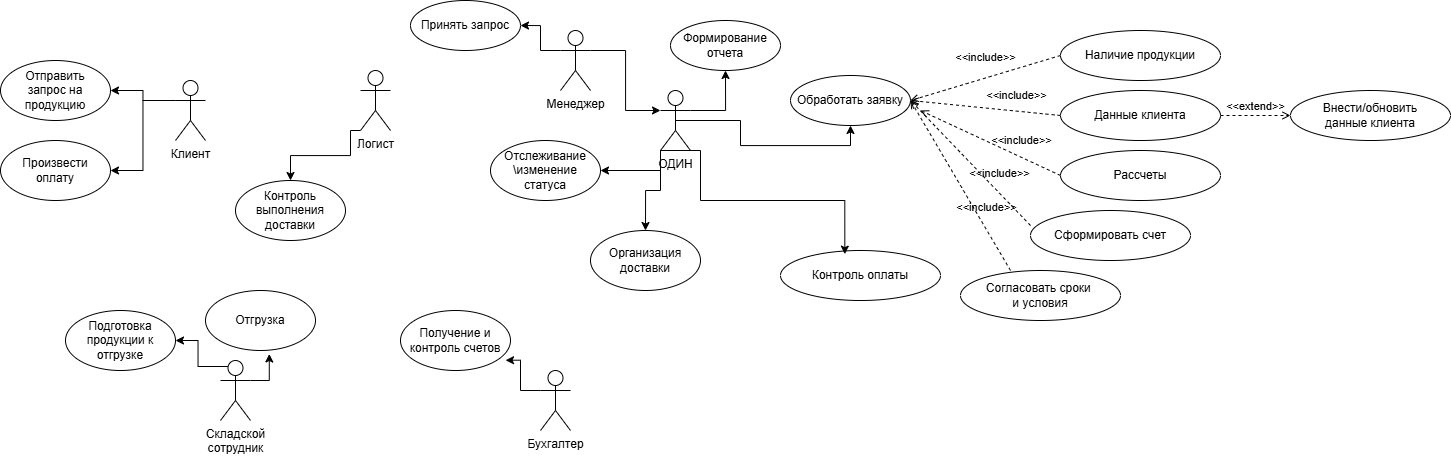 Принять запрос
Формирование
отчета
Менеджер
Отправить
запрос на
продукцию
Клиент
Произвести
оплату
Логист
Контроль
выполнения
доставки
ОДИН
Отслеживание
\изменение
статуса
Организация
доставки
Контроль оплаты
Обработать заявку
<<include>>
Наличие продукции
<<include>>
Данные клиента
<<extend>>
Внести/обновить
данные клиента
<<include>>
Рассчеты
<<include>>
Сформировать счет
<<include>>
Согласовать сроки
и условия
Подготовка
продукции к
отгрузке
Отгрузка
Складской
сотрудник
Получение и
контроль счетов
Бухгалтер